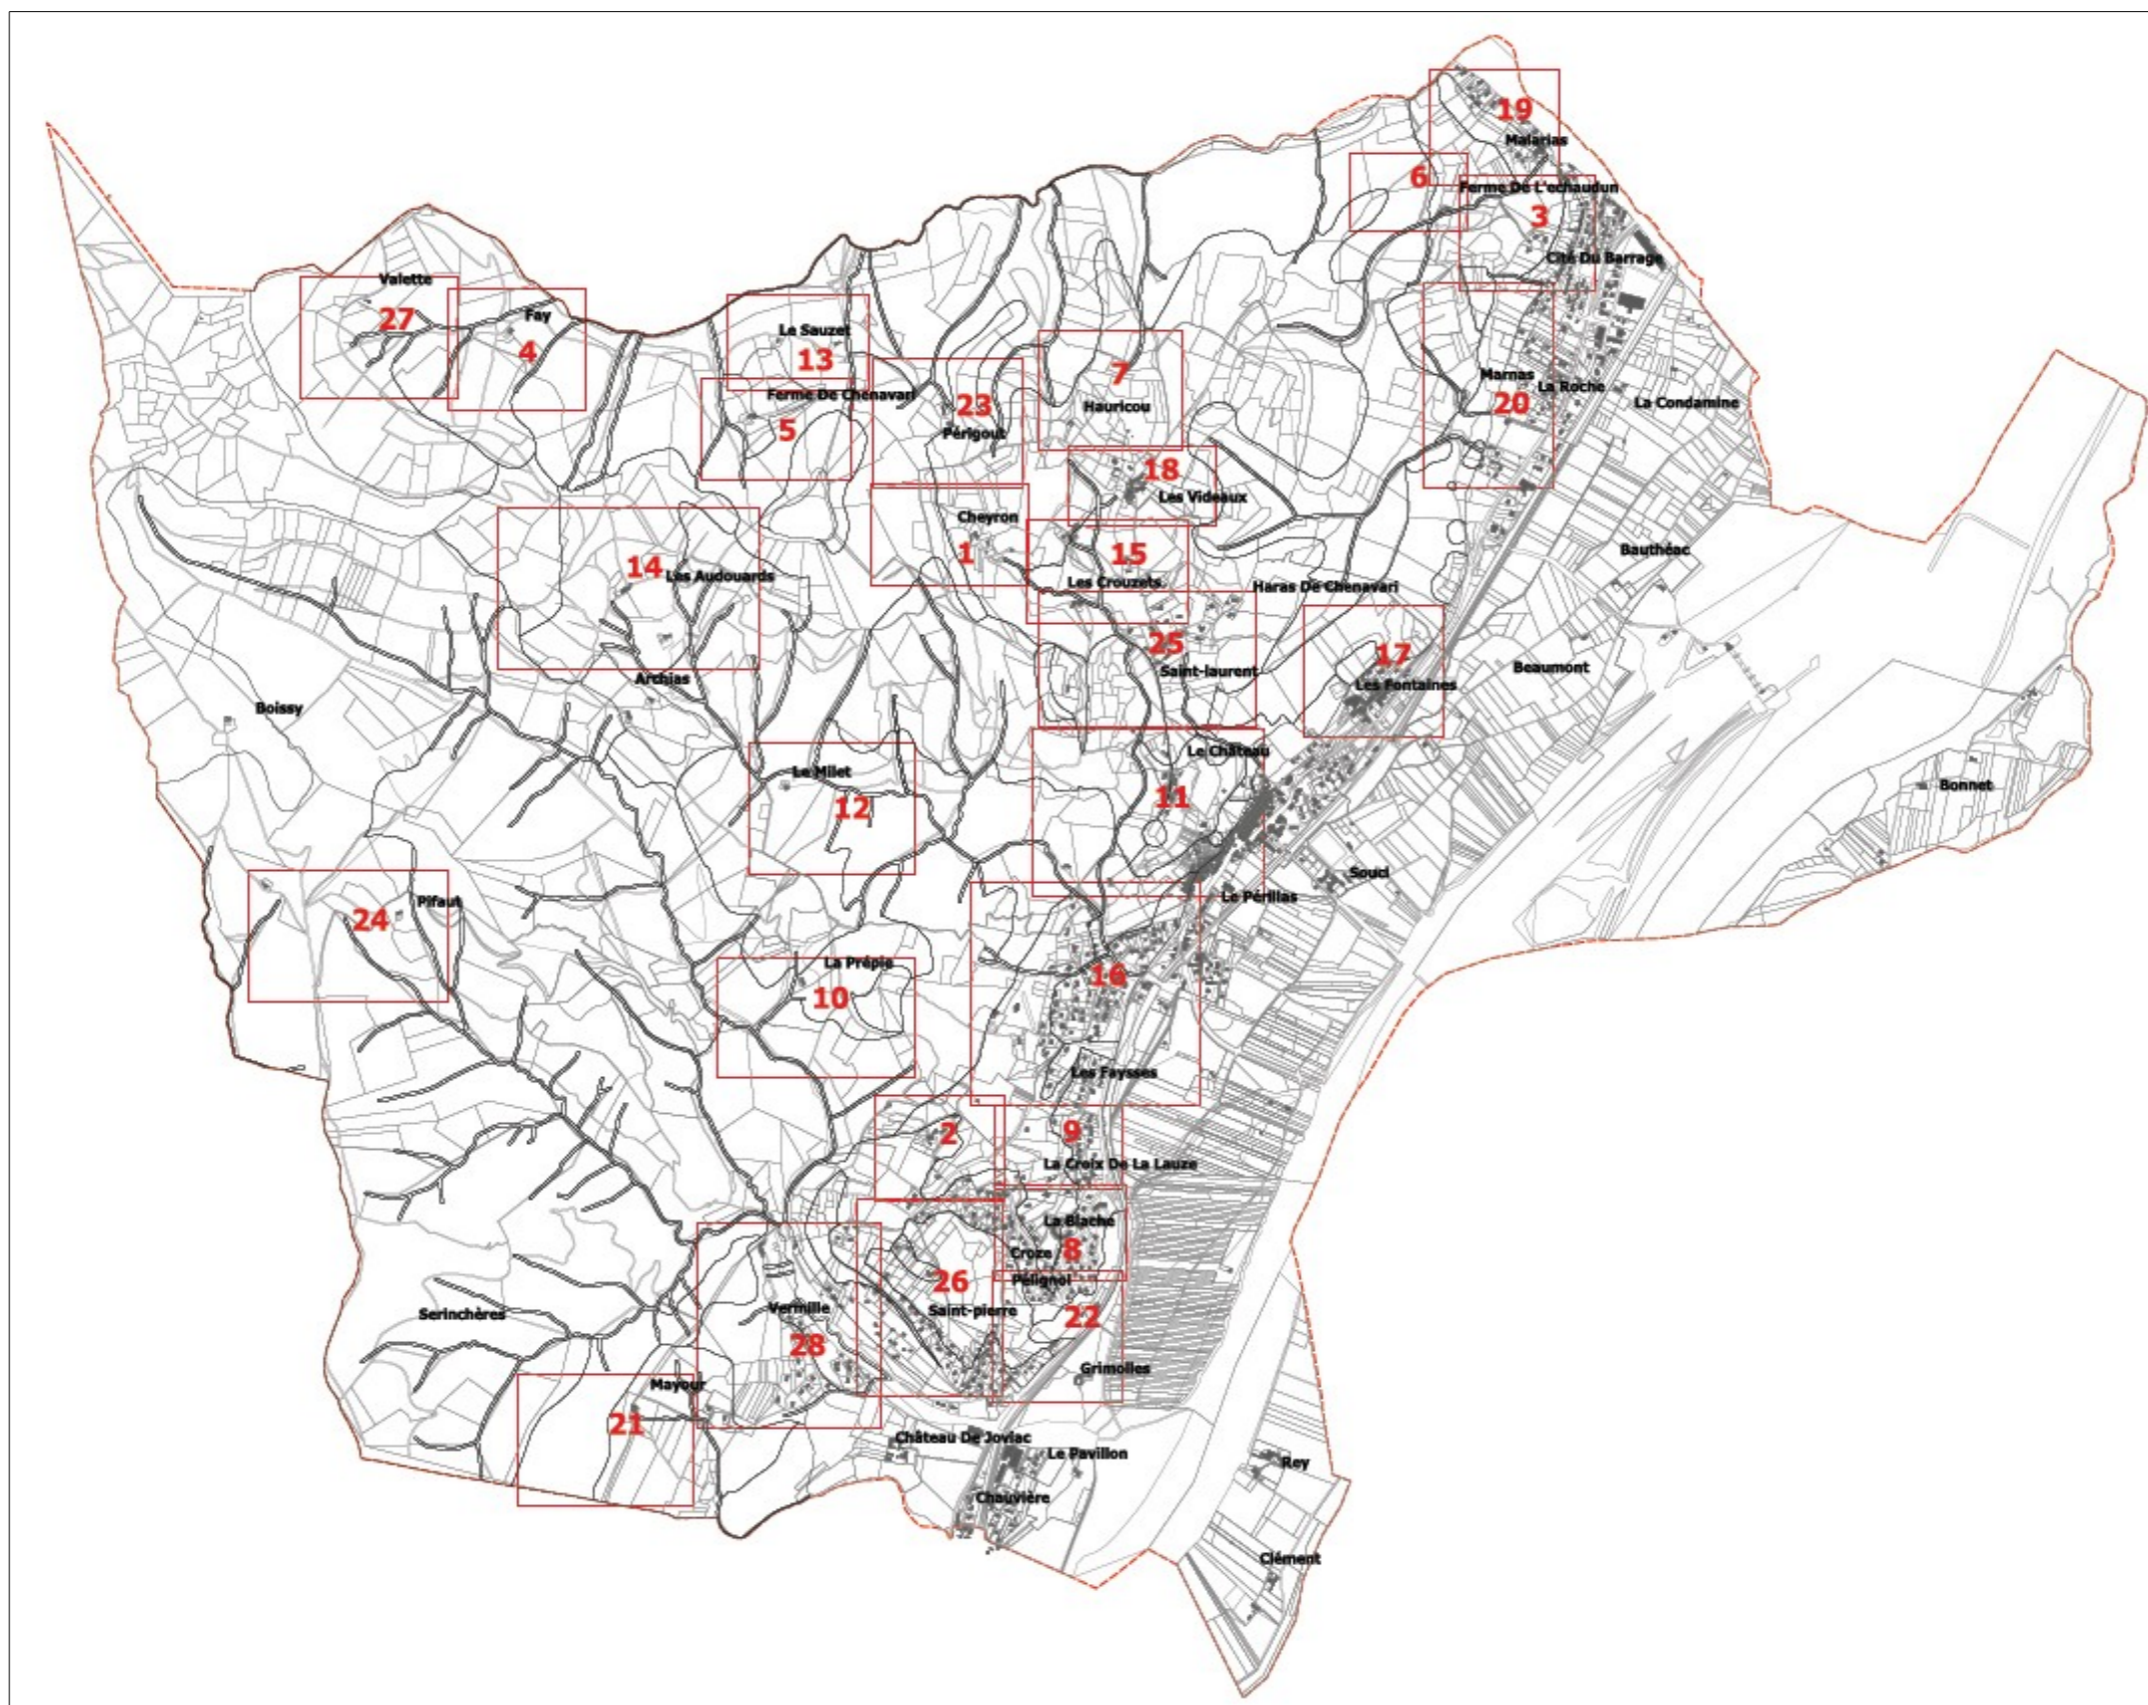 19
Malarias
6
Ferme De L'echaudun
3
Cité Du Barrage
Valette
27
Fay
4
Le Sauzet
13
Ferme De Chenavari
5
23
Périgout
7
Hauricou
Marnas
La Roche
20
La Condamine
18
Les Videaux
Cheyron
1
15
Les Crouzets
Bauthéac
14
Les Audouards
Haras De Chenavari
25
Saint-laurent
17
Les Fontaines
Beaumont
Archias
Boissy
Le Château
11
Le Milet
12
Bonnet
Souci
Le Périllas
24
Pifaut
La Prépie
10
16
Les Faysses
2
9
La Croix De La Lauze
La Blache
Croze
8
Pélignol
26
Saint-pierre
22
Vermille
28
Serinchères
Grimolles
Mayour
21
Château De Joviac
Le Pavillon
Rey
Chauvière
Clément